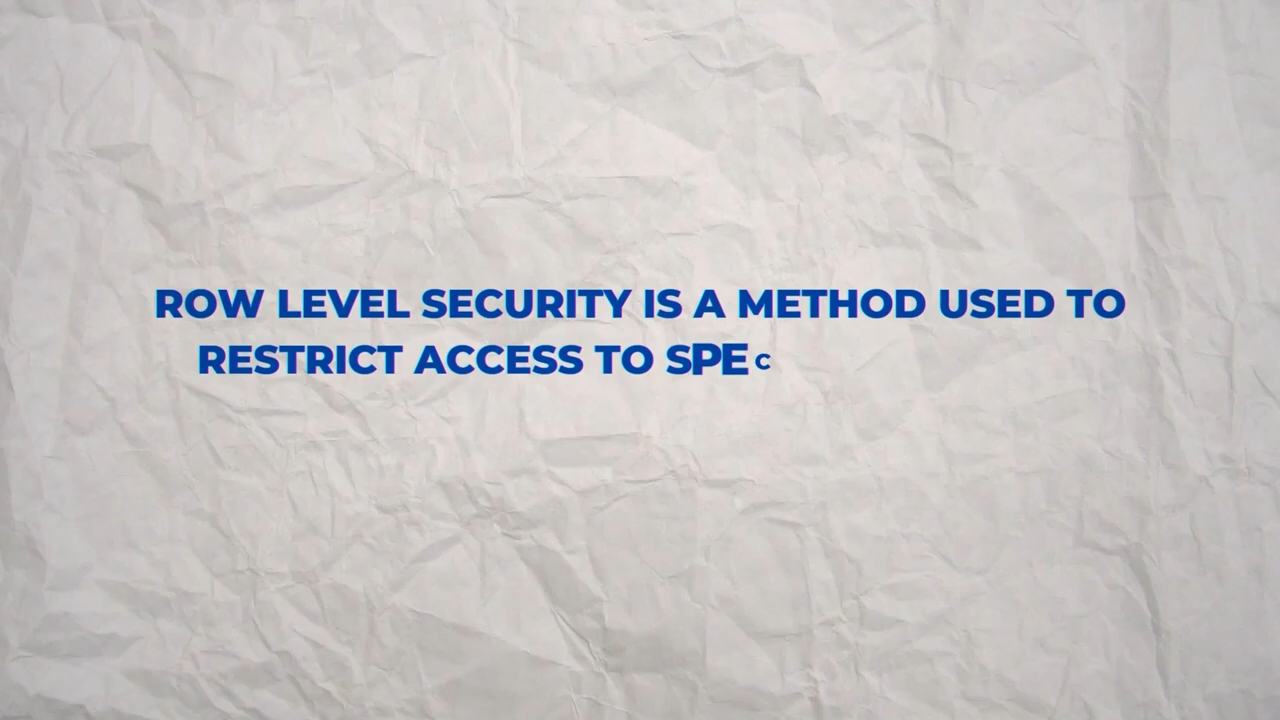 ROW LEVEL SECURITY IS A METHOD USED TO
RESTRICT ACCESS TO SPEC